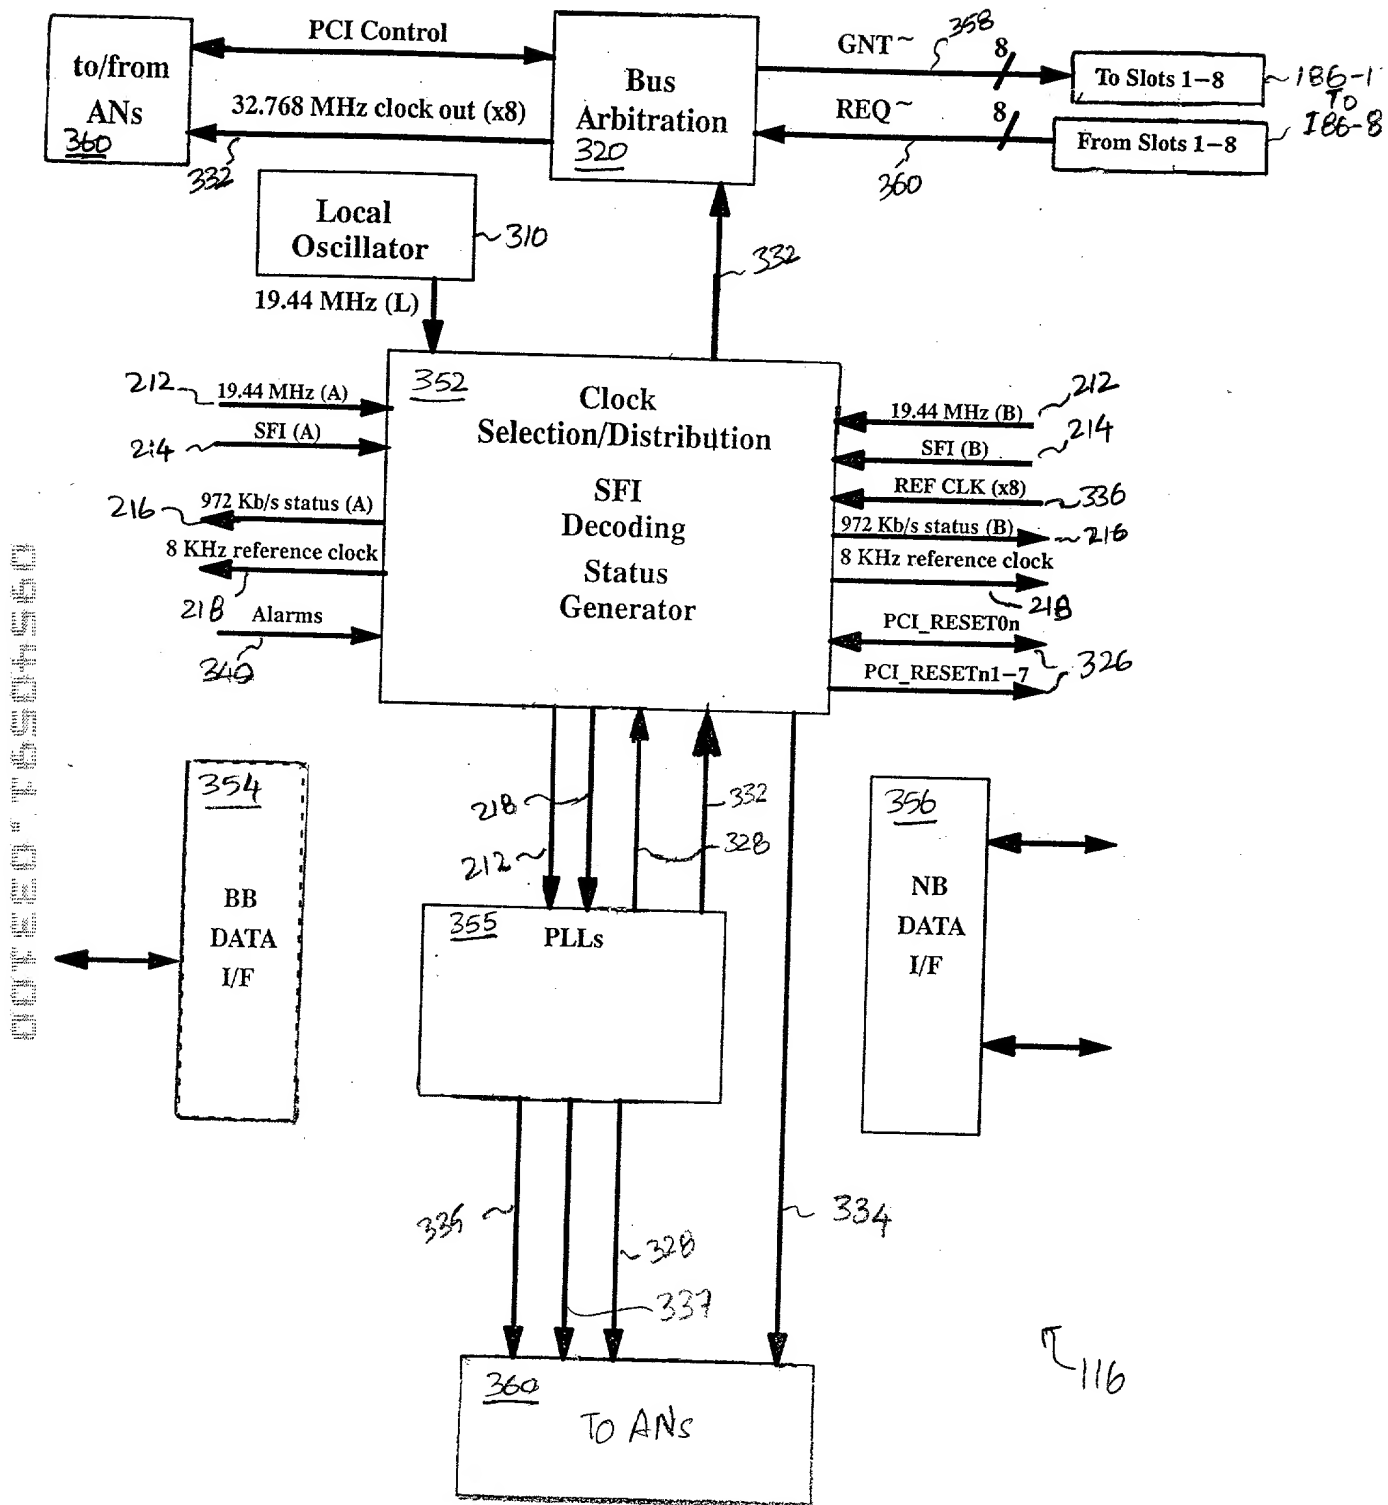 PCI Control
to/from
ANs
360
32.768 MHz clock out (x8)
332
Bus
Arbitration
320
GNT~
358
8
To Slots 1-8
186-1
TO
186-8
REQ~
8
360
From Slots 1-8
Local
Oscillator
310
19.44 MHz (L)
332
352
Clock
Selection/Distribution
SFI
Decoding
Status
Generator
212
19.44 MHz (A)
214
SFI (A)
216
972 Kb/s status (A)
8 KHz reference clock
218
Alarms
340
19.44 MHz (B)
212
SFI (B)
214
REF CLK (x8)
336
972 Kb/s status (B)
216
8 KHz reference clock
218
PCI_RESET0n
326
PCI_RESETn1-7
354
BB
DATA
I/F
218
212
332
328
356
NB
DATA
I/F
355
PLLs
335
328
337
334
360
TO ANs
116